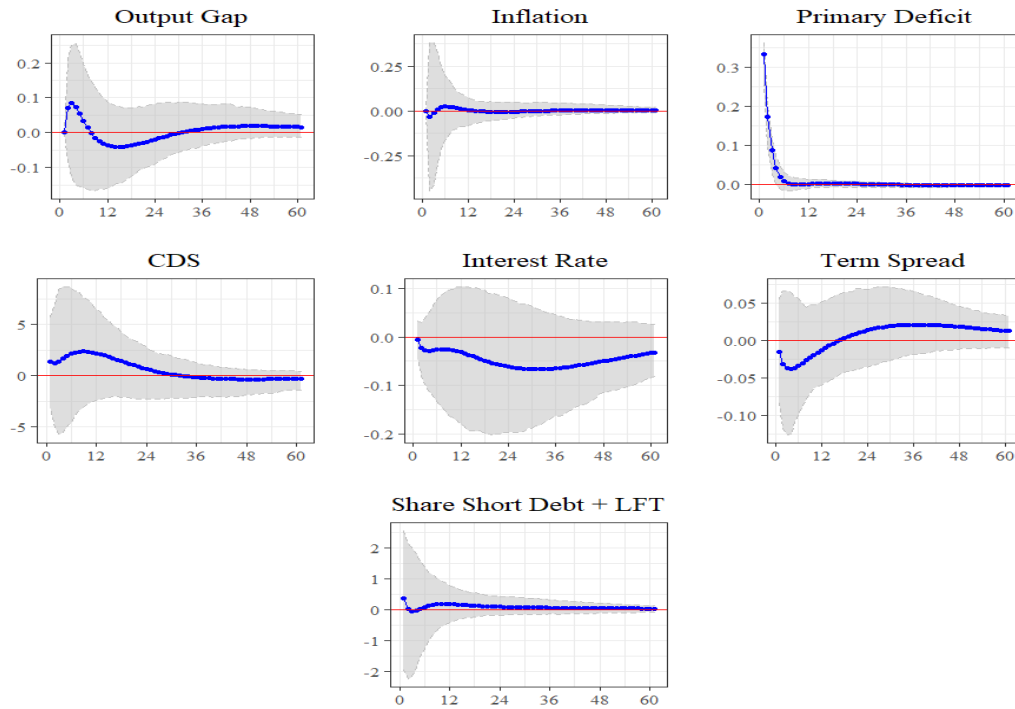 Output Gap
0.2
0.1
0.0
-0.1
0 12 24 36 48 60
Inflation
0.25
0.00
-0.25
0 12 24 36 48 60
Primary Deficit
0.3
0.2
0.1
0.0
0 12 24 36 48 60
CDS
5
0
-5
0 12 24 36 48 60
Interest Rate
0.1
0.0
-0.1
-0.2
0 12 24 36 48 60
Term Spread
0.05
0.00
-0.05
-0.10
0 12 24 36 48 60
Share Short Debt + LFT
2
1
0
-1
-2
0 12 24 36 48 60